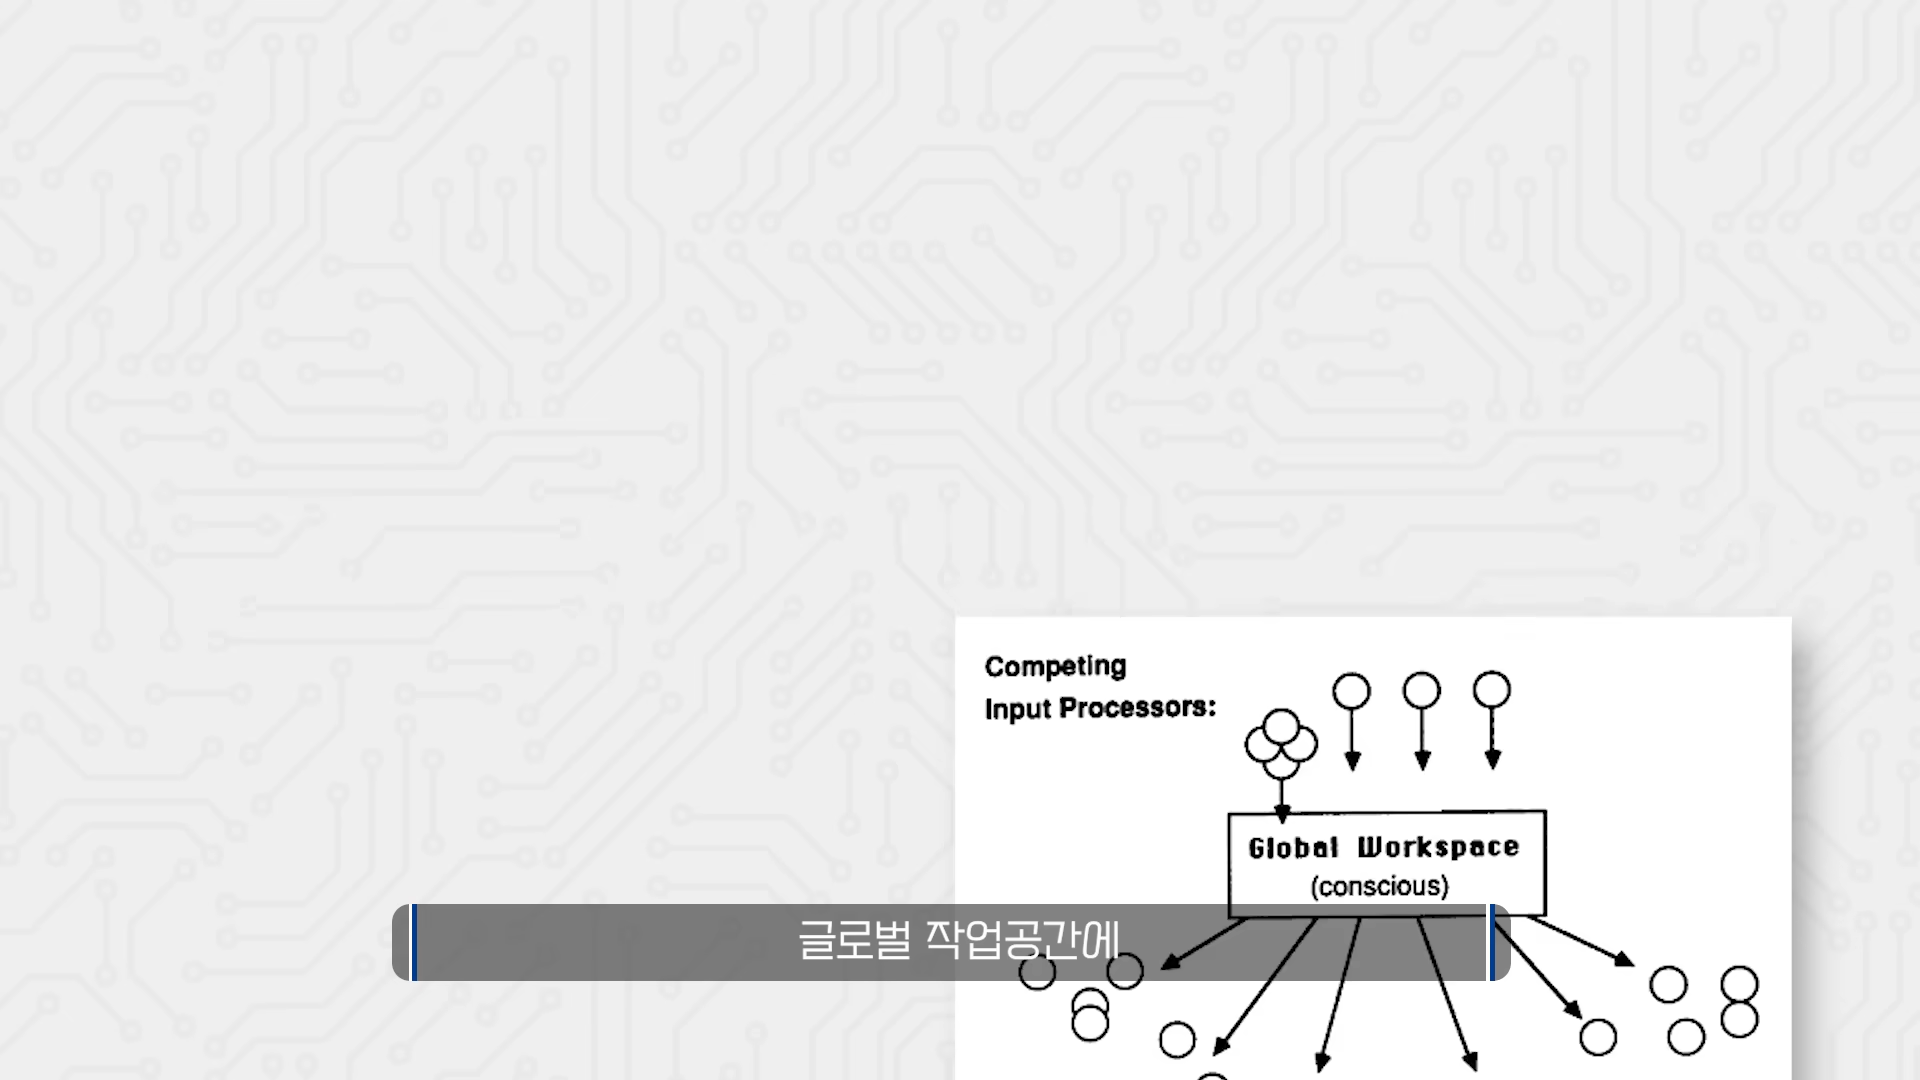 Competing
Input Processors:
Global Workspace
(conscious)
글로벌 작업공간에